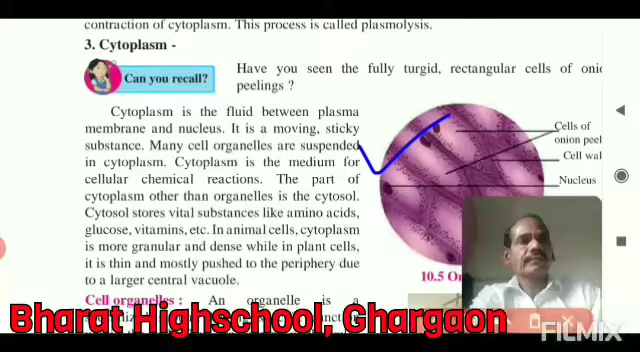 contraction of cytoplasm. This process is called plasmolysis.
3. Cytoplasm -
Can you recall?
Have you seen the fully turgid, rectangular cells of
peelings ?
Cytoplasm is the fluid between plasma
membrane and nucleus. It is a moving, sticky
substance. Many cell organelles are suspended
in cytoplasm. Cytoplasm is the medium for
cellular chemical reactions. The part of
cytoplasm other than organelles is the cytosol.
Cytosol stores vital substances like amino acids,
glucose, vitamins, etc. In animal cells, cytoplasm
is more granular and dense while in plant cells,
it is thin and mostly pushed to the periphery due
to a larger central vacuole.
Cells of
onion peel
Cell wal
Nucleus
10.5 On
Cell organelles : An organelle is a
Bharat Highschool, Ghargaon
FILMIX